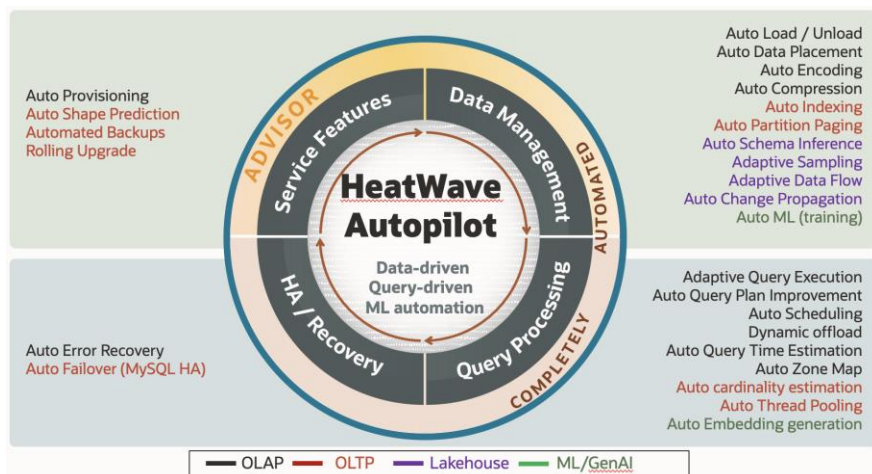 Auto Provisioning
Auto Shape Prediction
Automated Backups
Rolling Upgrade
Auto Load / Unload
Auto Data Placement
Auto Encoding
Auto Compression
Auto Indexing
Auto Partition Paging
Auto Schema Inference
Adaptive Sampling
Adaptive Data Flow
Auto Change Propagation
Auto ML (training)
ADVISOR
Service Features
Data Management
HeatWave
Autopilot
Data-driven
Query-driven
ML automation
HA / Recovery
Query Processing
COMPLETELY
AUTOMATED
Auto Error Recovery
Auto Failover (MySQL HA)
Adaptive Query Execution
Auto Query Plan Improvement
Auto Scheduling
Dynamic offload
Auto Query Time Estimation
Auto Zone Map
Auto cardinality estimation
Auto Thread Pooling
Auto Embedding generation
OLAP
OLTP
Lakehouse
ML/GenAI